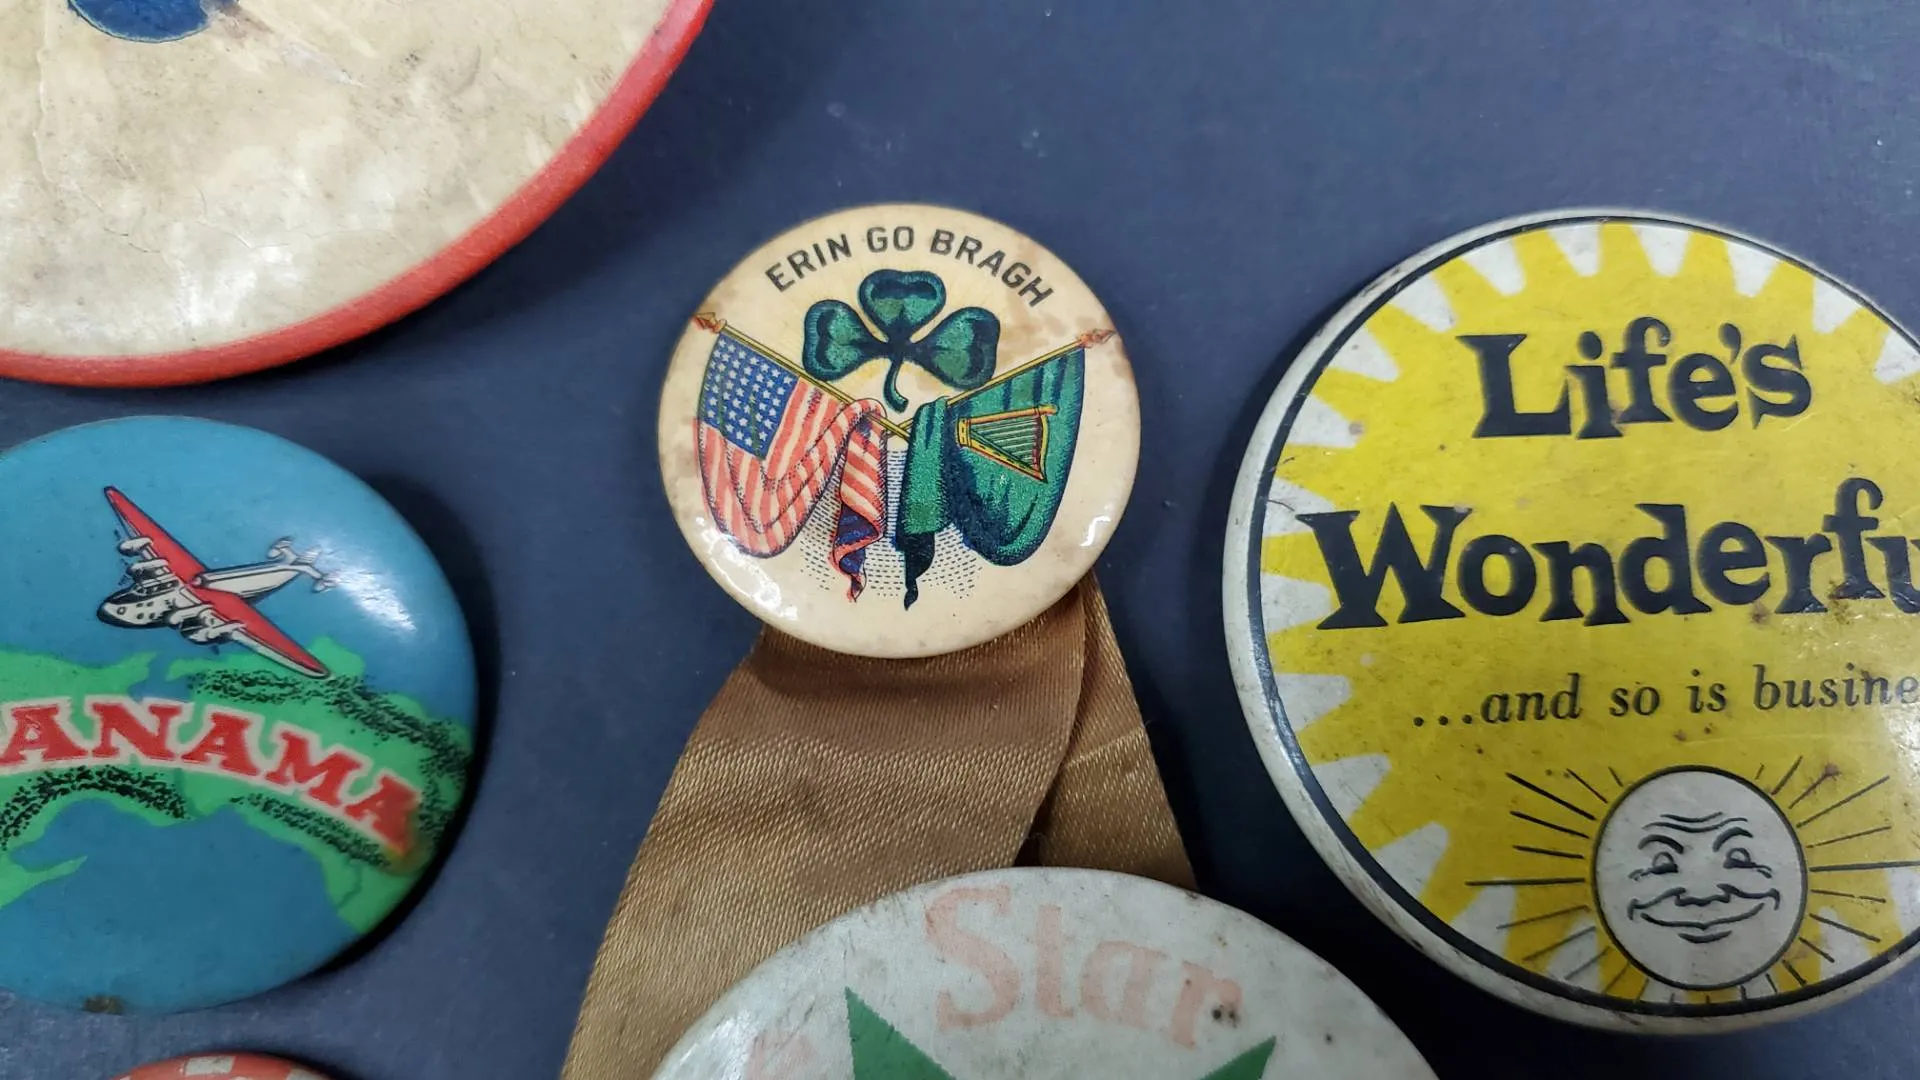 ERIN GO BRAGH
Life's
Wonderfu
...and so is busine
ANAMA
Star